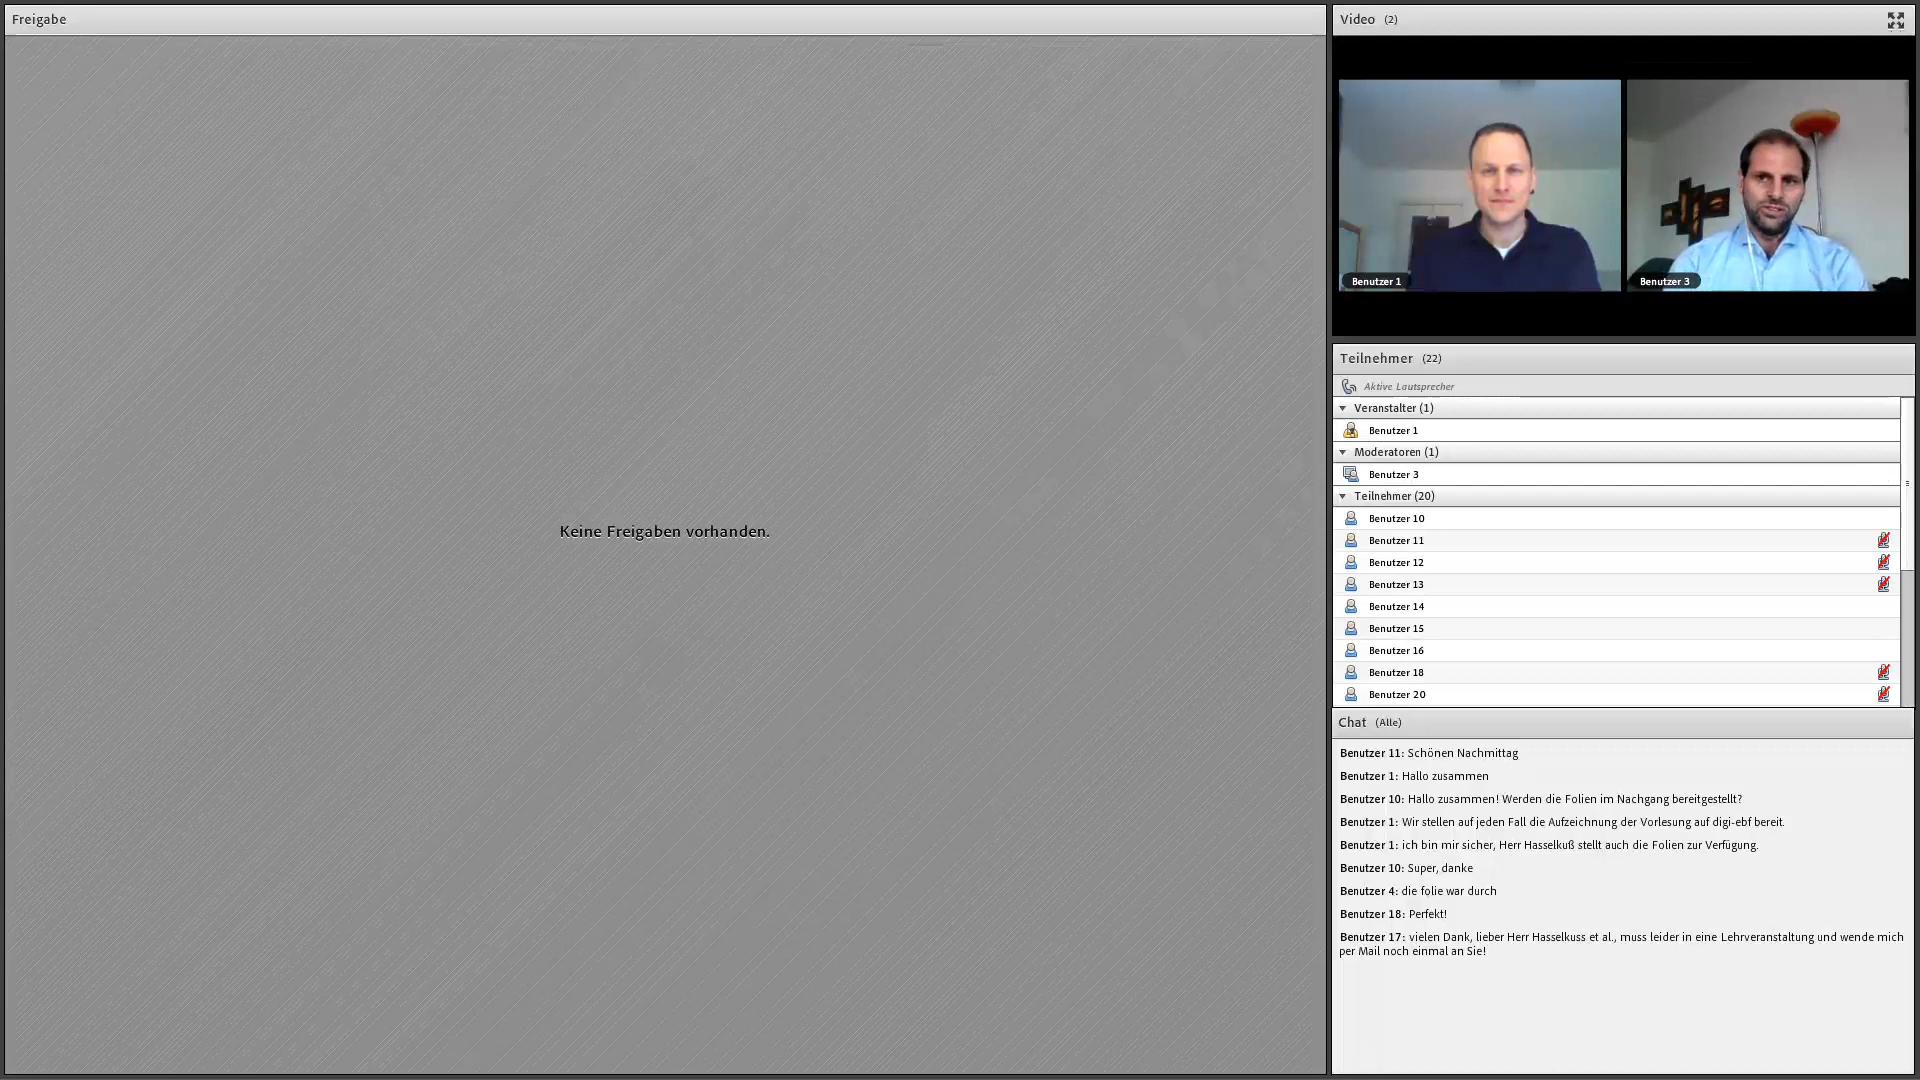 Freigabe
Keine Freigaben vorhanden.
Video (2)
Benutzer 1
Benutzer 3
Teilnehmer (22)
Aktive Lautsprecher
Veranstalter (1)
Benutzer 1
Moderatoren (1)
Benutzer 3
Teilnehmer (20)
Benutzer 10
Benutzer 11
Benutzer 12
Benutzer 13
Benutzer 14
Benutzer 15
Benutzer 16
Benutzer 18
Benutzer 20
Chat (Alle)
Benutzer 11: Schönen Nachmittag
Benutzer 1: Hallo zusammen
Benutzer 10: Hallo zusammen! Werden die Folien im Nachgang bereitgestellt?
Benutzer 1: Wir stellen auf jeden Fall die Aufzeichnung der Vorlesung auf digi-ebf bereit.
Benutzer 1: ich bin mir sicher, Herr Hasselkuß stellt auch die Folien zur Verfügung.
Benutzer 10: Super, danke
Benutzer 4: die folie war durch
Benutzer 18: Perfekt!
Benutzer 17: vielen Dank, lieber Herr Hasselkuss et al., muss leider in eine Lehrveranstaltung und wende mich
per Mail noch einmal an Sie!